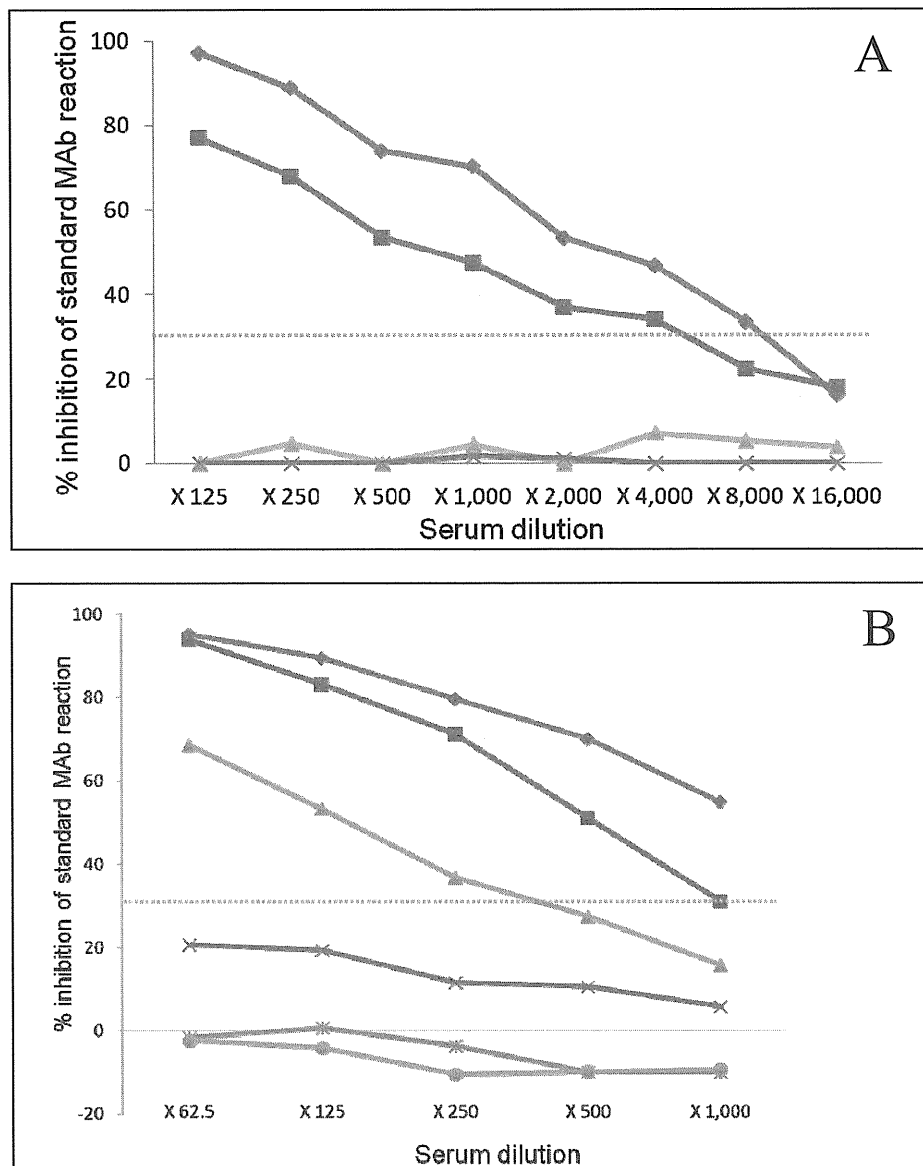 A
% inhibition of standard MAb reaction
100
80
60
40
20
0
X 125 X 250 X 500 X 1,000 X 2,000 X 4,000 X 8,000 X 16,000
Serum dilution
B
% inhibition of standard MAb reaction
100
80
60
40
20
0
-20
X 62.5 X 125 X 250 X 500 X 1,000
Serum dilution